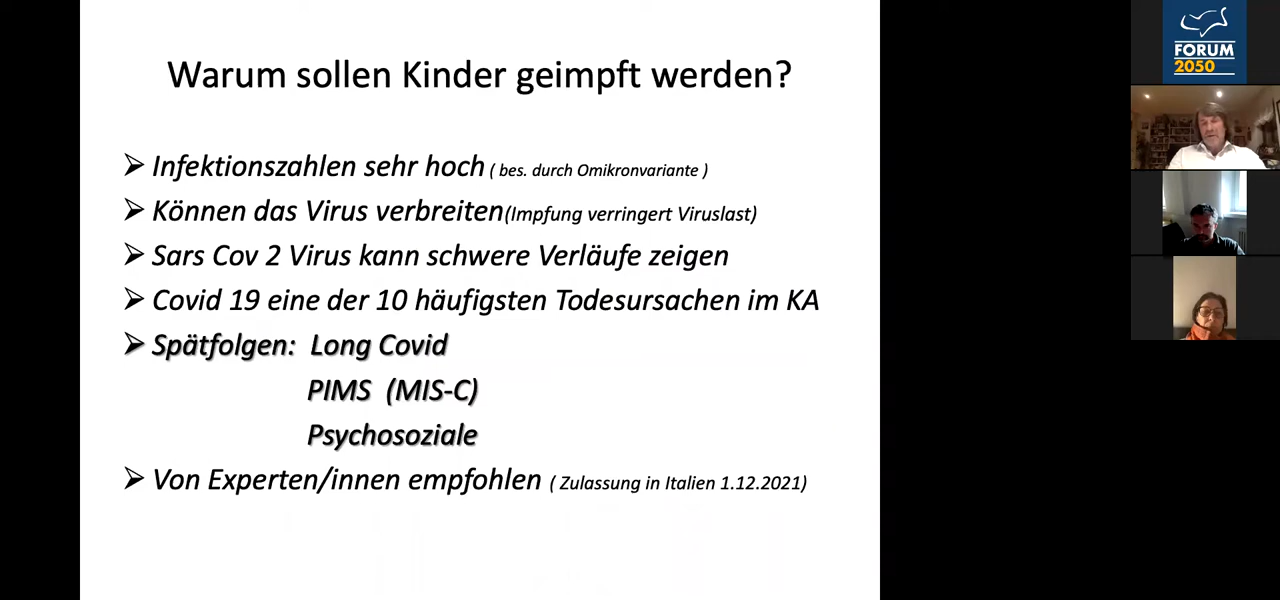 Warum sollen Kinder geimpft werden?
Infektionszahlen sehr hoch ( bes. durch Omikronvariante )
Können das Virus verbreiten(Impfung verringert Viruslast)
Sars Cov 2 Virus kann schwere Verläufe zeigen
Covid 19 eine der 10 häufigsten Todesursachen im KA
Spätfolgen: Long Covid
PIMS (MIS-C)
Psychosoziale
Von Experten/innen empfohlen ( Zulassung in Italien 1.12.2021)
FORUM
2050